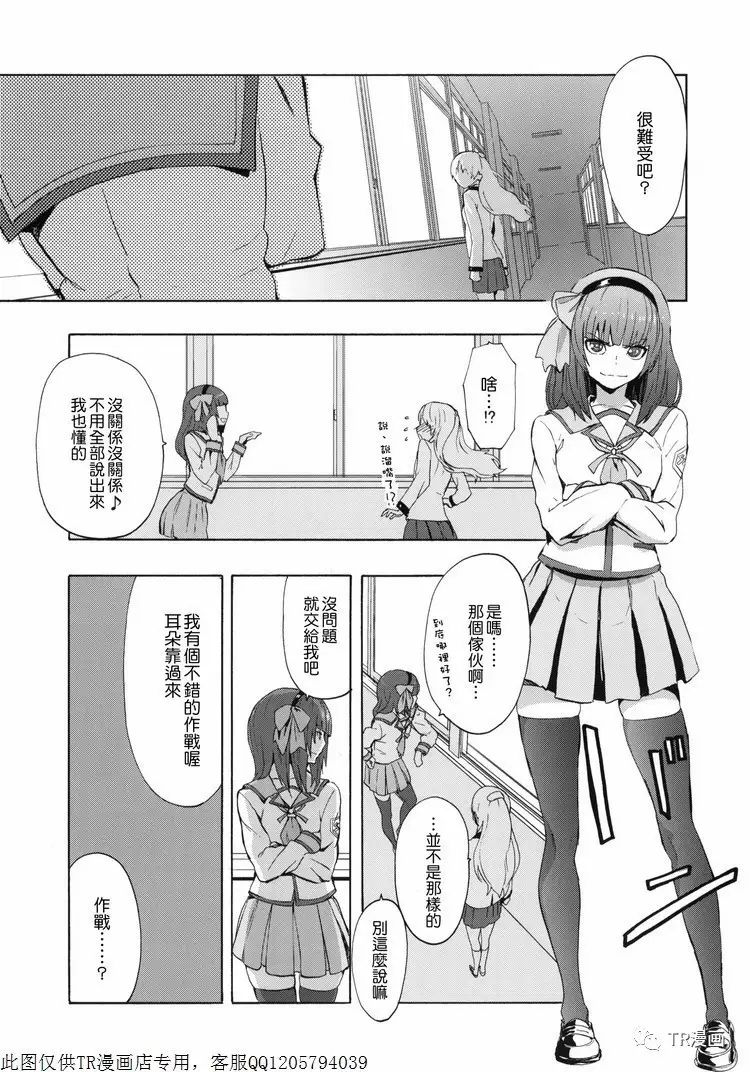 很難受吧？
啥…!?
說、說溜
嘴了!?
沒關係沒關係♪
不用全部說出來
我也懂的
是嗎……
那個傢伙啊…
到底哪裡好了？
…並不是那樣的
別這麼說嘛
沒問題
就交給我吧
我有個不錯的作戰喔
耳朵靠過來
作戰……？
TR漫画
此图仅供TR漫画店专用，客服QQ1205794039